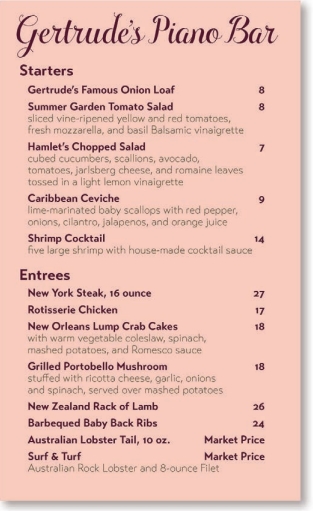 Gertrude's Piano Bar
Starters
Gertrude's Famous Onion Loaf 8
Summer Garden Tomato Salad 8
sliced vine-ripened yellow and red tomatoes,
fresh mozzarella, and basil Balsamic vinaigrette
Hamlet's Chopped Salad 7
cubed cucumbers, scallions, avocado,
tomatoes, jarlsberg cheese, and romaine leaves
tossed in a light lemon vinaigrette
Caribbean Ceviche 9
lime-marinated baby scallops with red pepper,
onions, cilantro, jalapenos, and orange juice
Shrimp Cocktail 14
five large shrimp with house-made cocktail sauce
Entrees
New York Steak, 16 ounce 27
Rotisserie Chicken 17
New Orleans Lump Crab Cakes 18
with warm vegetable coleslaw, spinach,
mashed potatoes, and Romesco sauce
Grilled Portobello Mushroom 18
stuffed with ricotta cheese, garlic, onions
and spinach, served over mashed potatoes
New Zealand Rack of Lamb 26
Barbequed Baby Back Ribs 24
Australian Lobster Tail, 10 oz. Market Price
Surf & Turf Market Price
Australian Rock Lobster and 8-ounce Filet